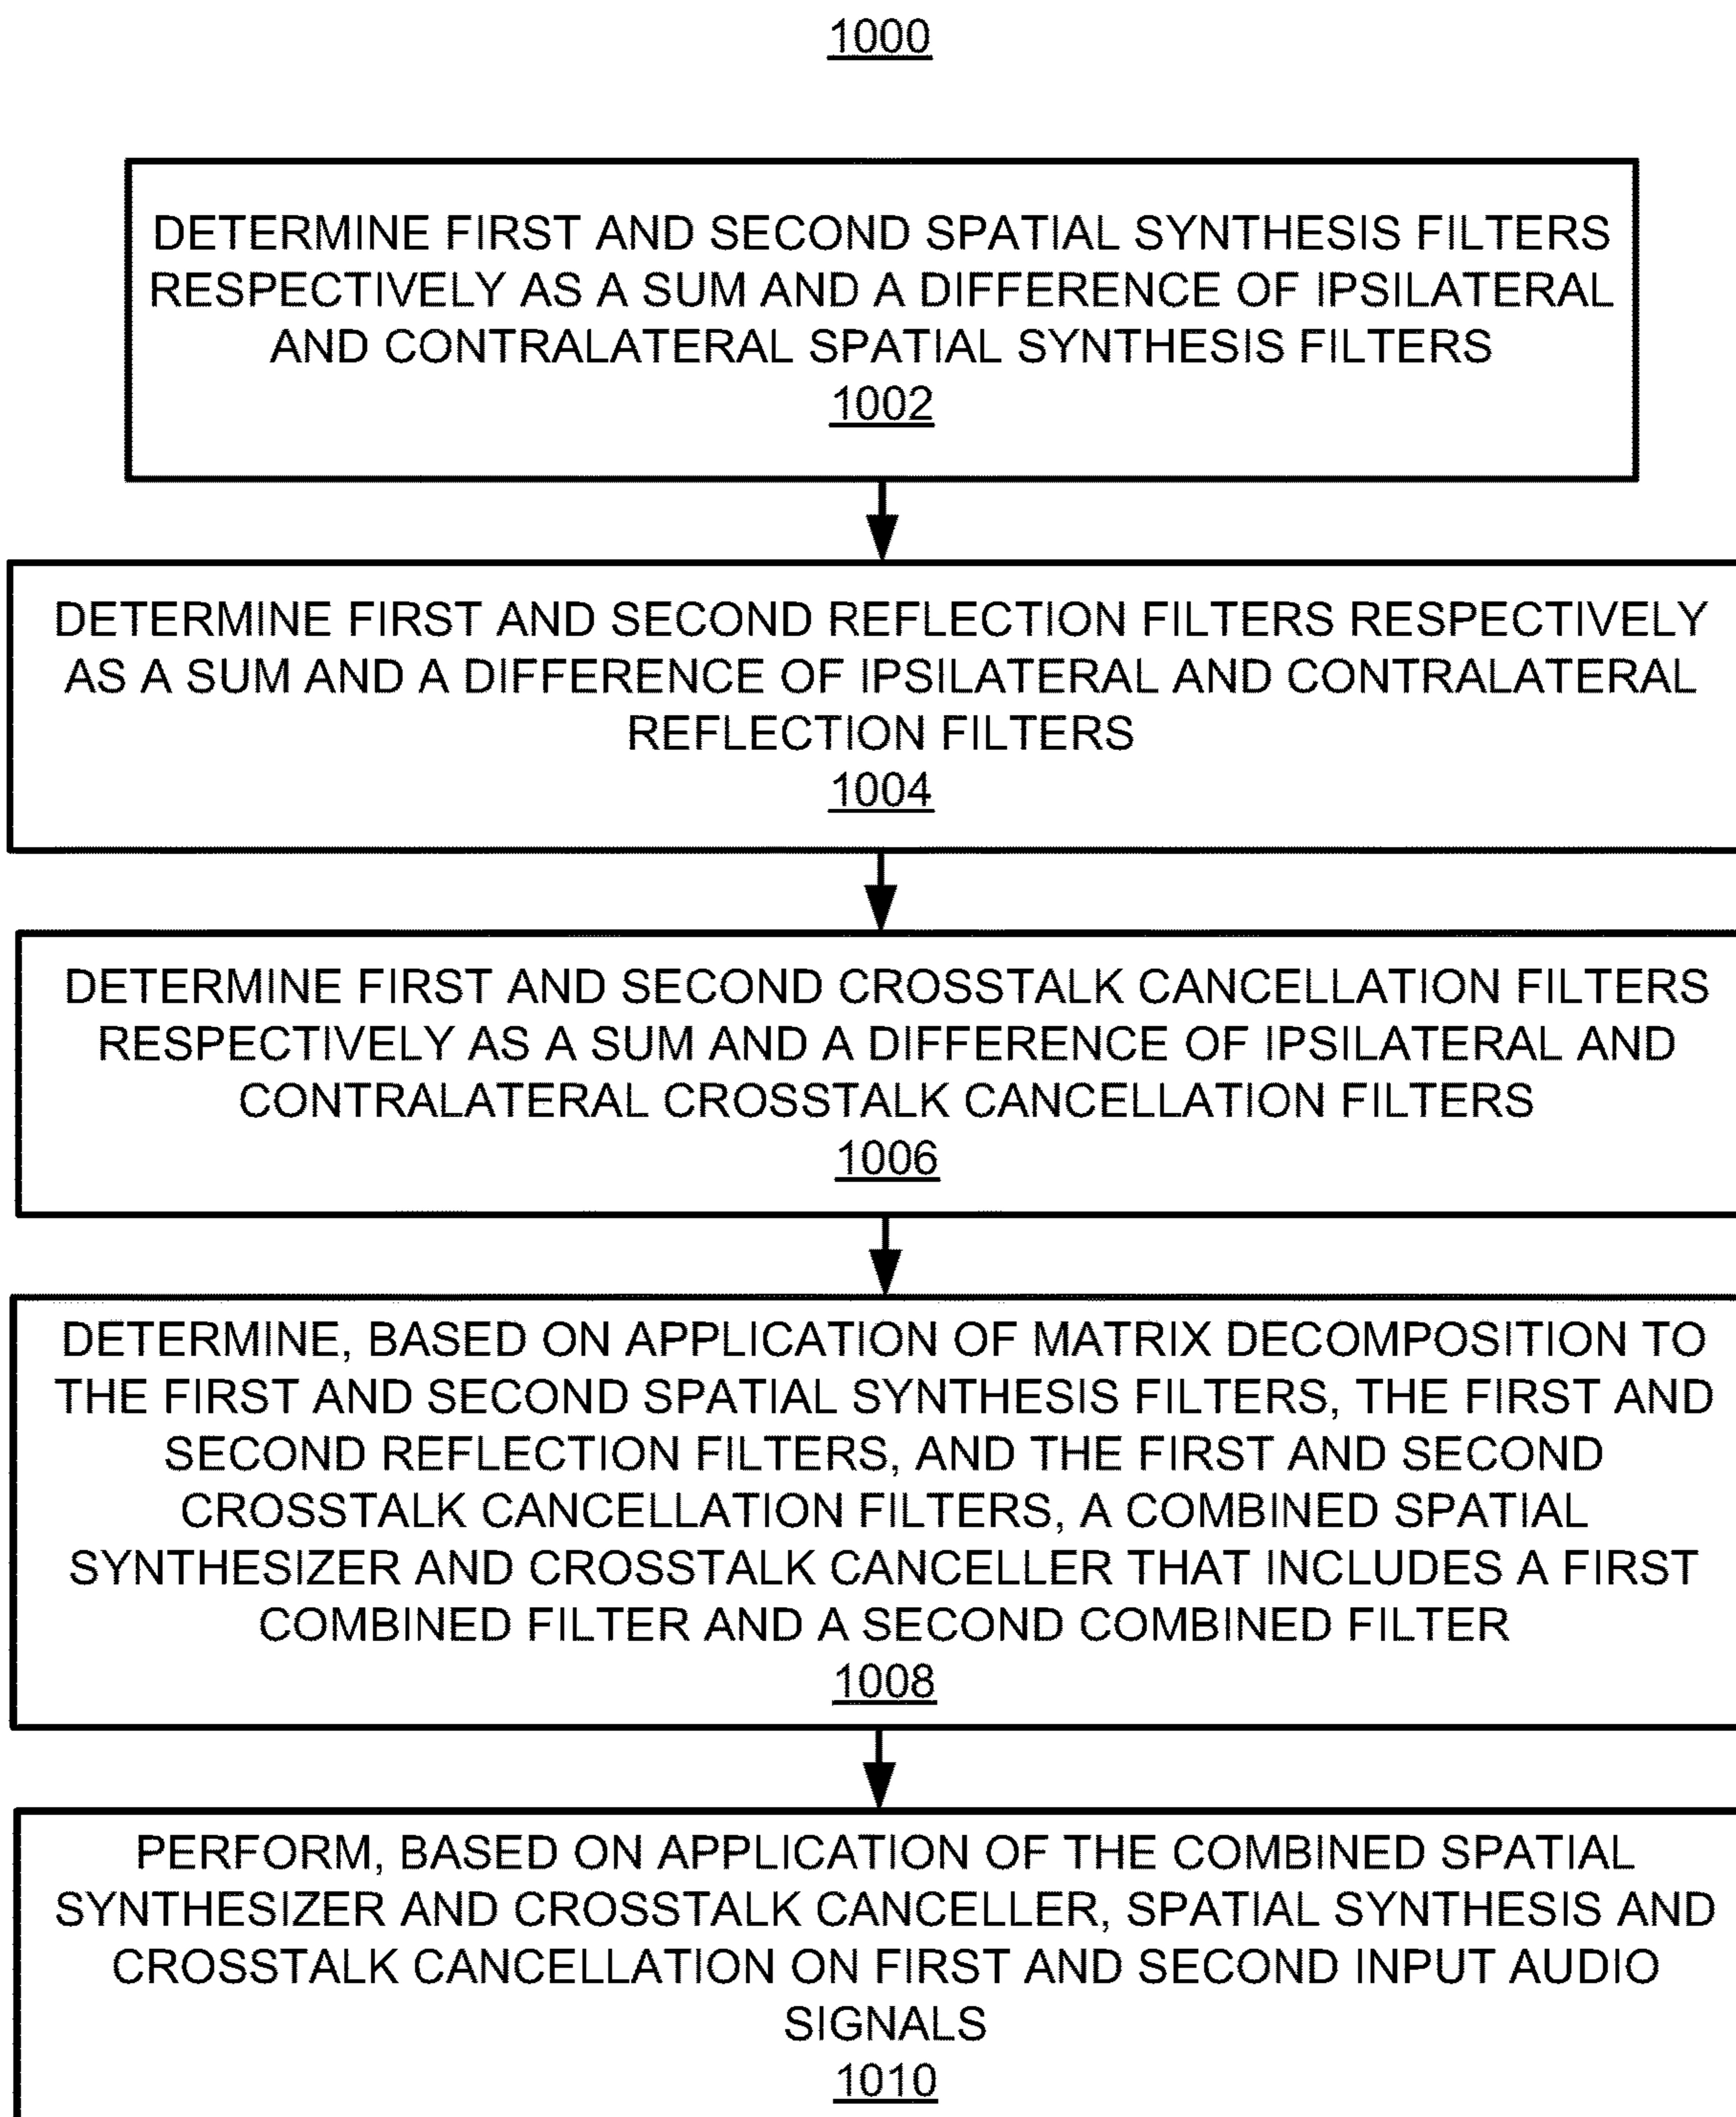 1000
DETERMINE FIRST AND SECOND SPATIAL SYNTHESIS FILTERS
RESPECTIVELY AS A SUM AND A DIFFERENCE OF IPSILATERAL
AND CONTRALATERAL SPATIAL SYNTHESIS FILTERS
1002
DETERMINE FIRST AND SECOND REFLECTION FILTERS RESPECTIVELY
AS A SUM AND A DIFFERENCE OF IPSILATERAL AND CONTRALATERAL
REFLECTION FILTERS
1004
DETERMINE FIRST AND SECOND CROSSTALK CANCELLATION FILTERS
RESPECTIVELY AS A SUM AND A DIFFERENCE OF IPSILATERAL AND
CONTRALATERAL CROSSTALK CANCELLATION FILTERS
1006
DETERMINE, BASED ON APPLICATION OF MATRIX DECOMPOSITION TO
THE FIRST AND SECOND SPATIAL SYNTHESIS FILTERS, THE FIRST AND
SECOND REFLECTION FILTERS, AND THE FIRST AND SECOND
CROSSTALK CANCELLATION FILTERS, A COMBINED SPATIAL
SYNTHESIZER AND CROSSTALK CANCELLER THAT INCLUDES A FIRST
COMBINED FILTER AND A SECOND COMBINED FILTER
1008
PERFORM, BASED ON APPLICATION OF THE COMBINED SPATIAL
SYNTHESIZER AND CROSSTALK CANCELLER, SPATIAL SYNTHESIS AND
CROSSTALK CANCELLATION ON FIRST AND SECOND INPUT AUDIO
SIGNALS
1010